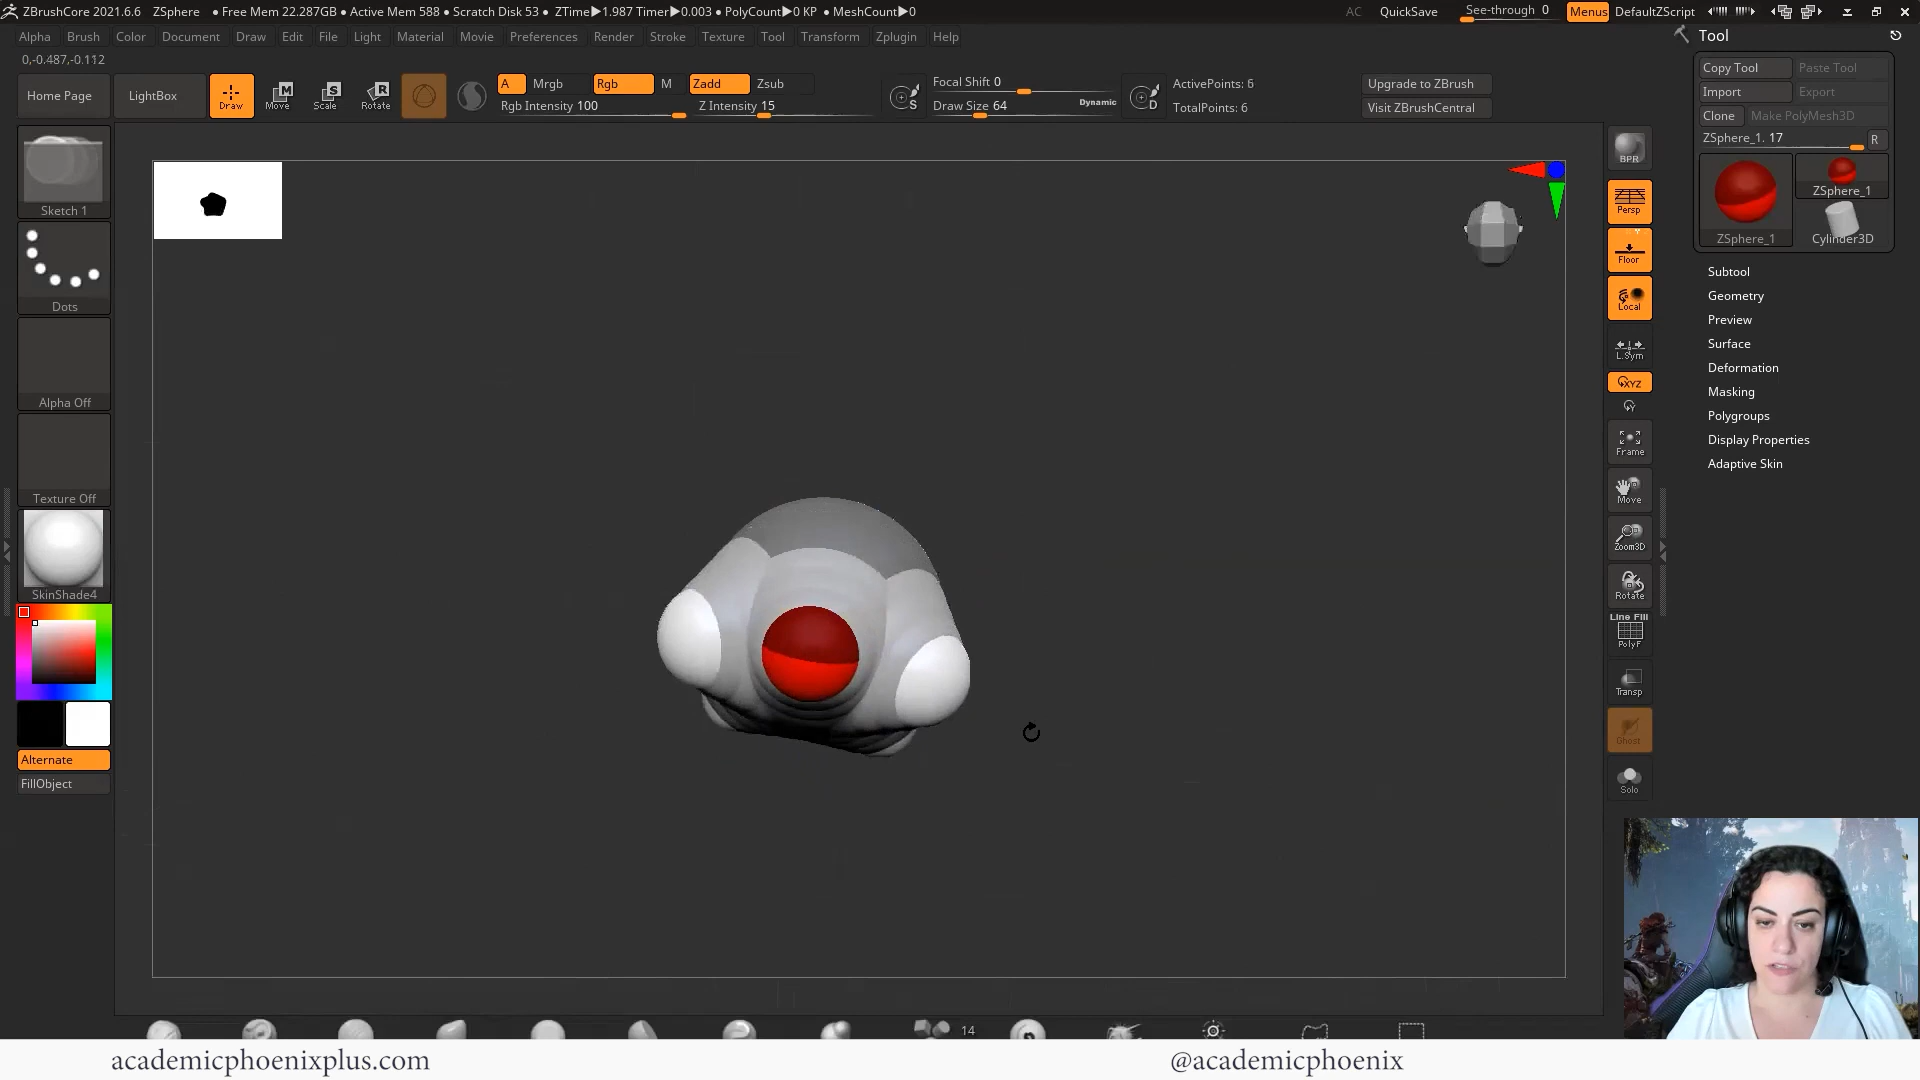 ZBrushCore 2021.6.6 ZSphere ● Free Mem 22.287GB ● Active Mem 588 ● Scratch Disk 53 ● ZTime▶1.987 Timer▶0.003 ● PolyCount▶0 KP ● MeshCount▶0 AC QuickSave See-through 0 Menus DefaultZScript
Alpha Brush Color Document Draw Edit File Light Material Movie Preferences Render Stroke Texture Tool Transform Zplugin Help
0,-0.487,-0.112
Home Page LightBox Draw Move Scale Rotate
A Mrgb Rgb M Zadd Zsub
Rgb Intensity 100 Z Intensity 15
S
Focal Shift 0
Draw Size 64 Dynamic
D
ActivePoints: 6
TotalPoints: 6
Upgrade to ZBrush
Visit ZBrushCentral
Tool
Copy Tool Paste Tool
Import Export
Clone Make PolyMesh3D
ZSphere_1. 17 R
ZSphere_1
ZSphere_1
Cylinder3D
Subtool
Geometry
Preview
Surface
Deformation
Masking
Polygroups
Display Properties
Adaptive Skin
Sketch 1
Dots
Alpha Off
Texture Off
SkinShade4
Alternate
FillObject
BPR
Persp
Floor
Local
L.Sym
XYZ
Y
Frame
Move
Zoom3D
Rotate
Line Fill
PolyF
Transp
Ghost
Solo
14
academicphoenixplus.com
@academicphoenix